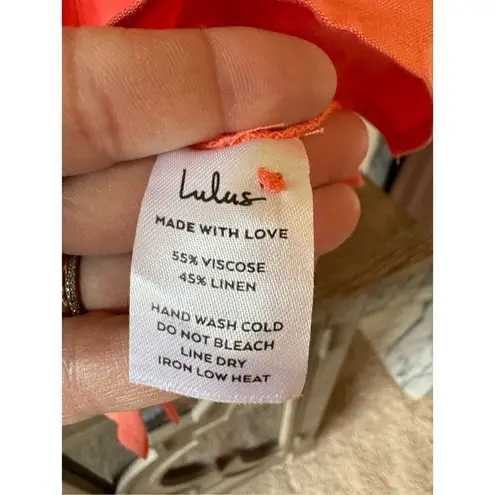 Lulus
MADE WITH LOVE
55% VISCOSE
45% LINEN
HAND WASH COLD
DO NOT BLEACH
LINE DRY
IRON LOW HEAT